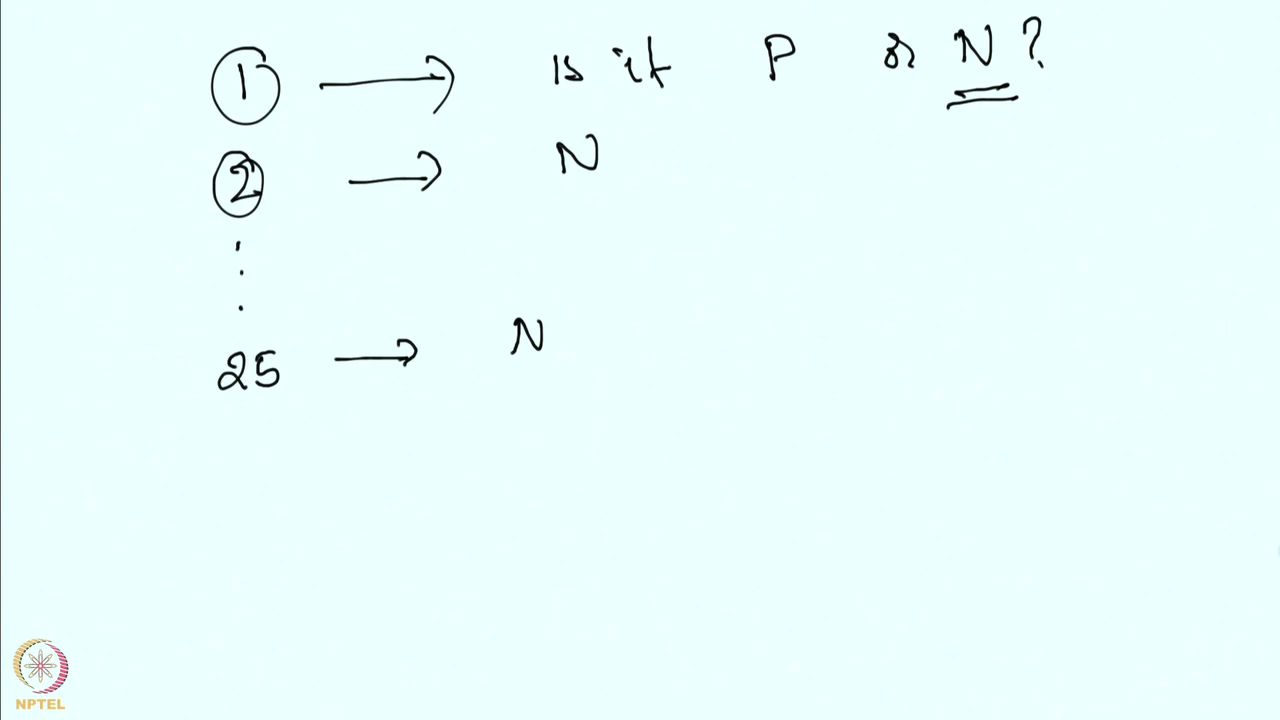 1 → Is it P or N?
2 → N
⋮
25 → N
NPTEL